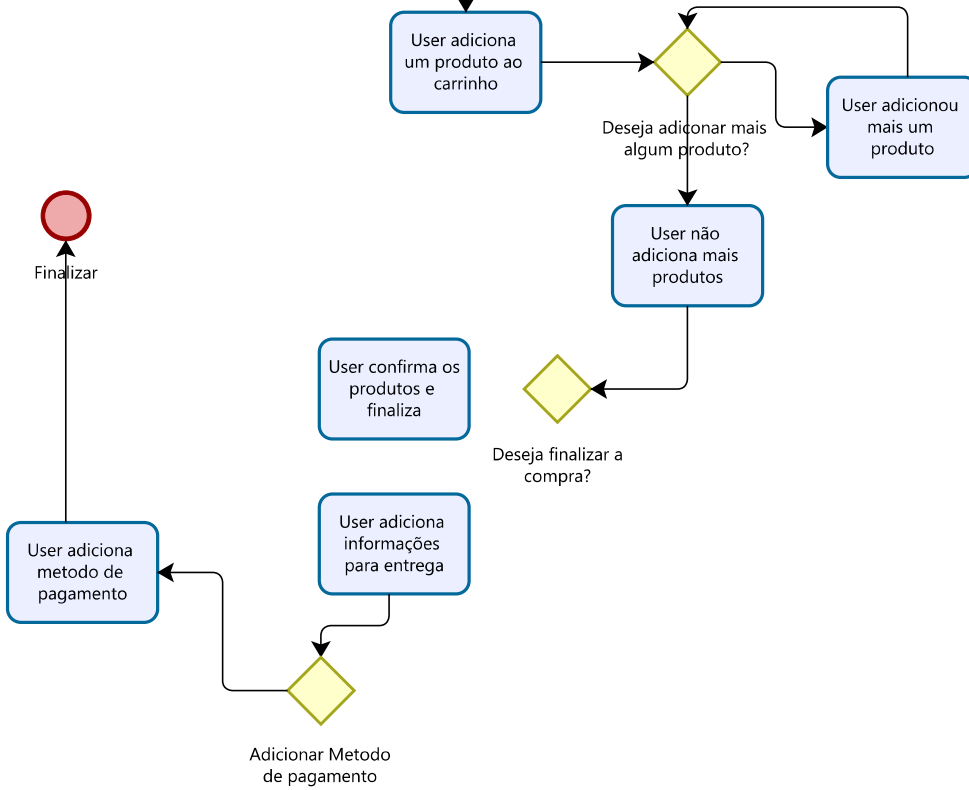 User adiciona
um produto ao
carrinho
User adicionou
mais um
produto
Deseja adiconar mais
algum produto?
User não
adiciona mais
produtos
Finalizar
User confirma os
produtos e
finaliza
Deseja finalizar a
compra?
User adiciona
informações
para entrega
User adiciona
metodo de
pagamento
Adicionar Metodo
de pagamento